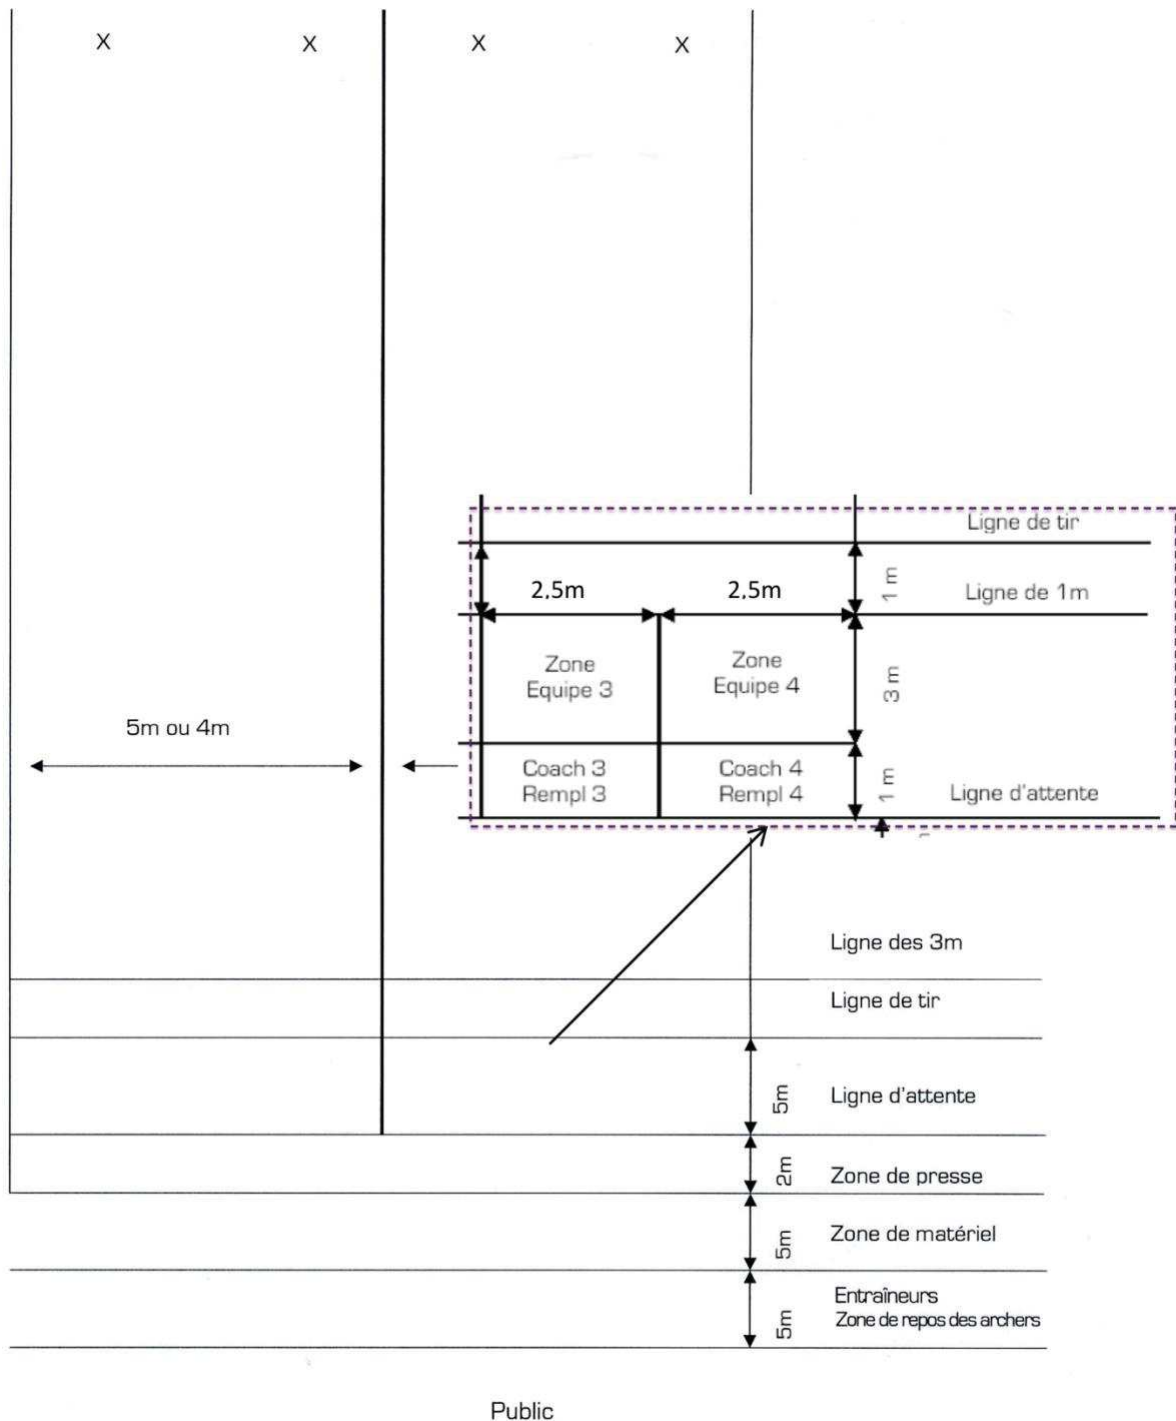 X X X X
Ligne de tir
1 m
2,5m 2,5m Ligne de 1m
Zone
Equipe 3
Zone
Equipe 4
3 m
5m ou 4m
Coach 3
Rempl 3
Coach 4
Rempl 4
1 m
Ligne d'attente
Ligne des 3m
Ligne de tir
5m
Ligne d'attente
2m
Zone de presse
5m
Zone de matériel
5m
Entraîneurs
Zone de repos des archers
Public